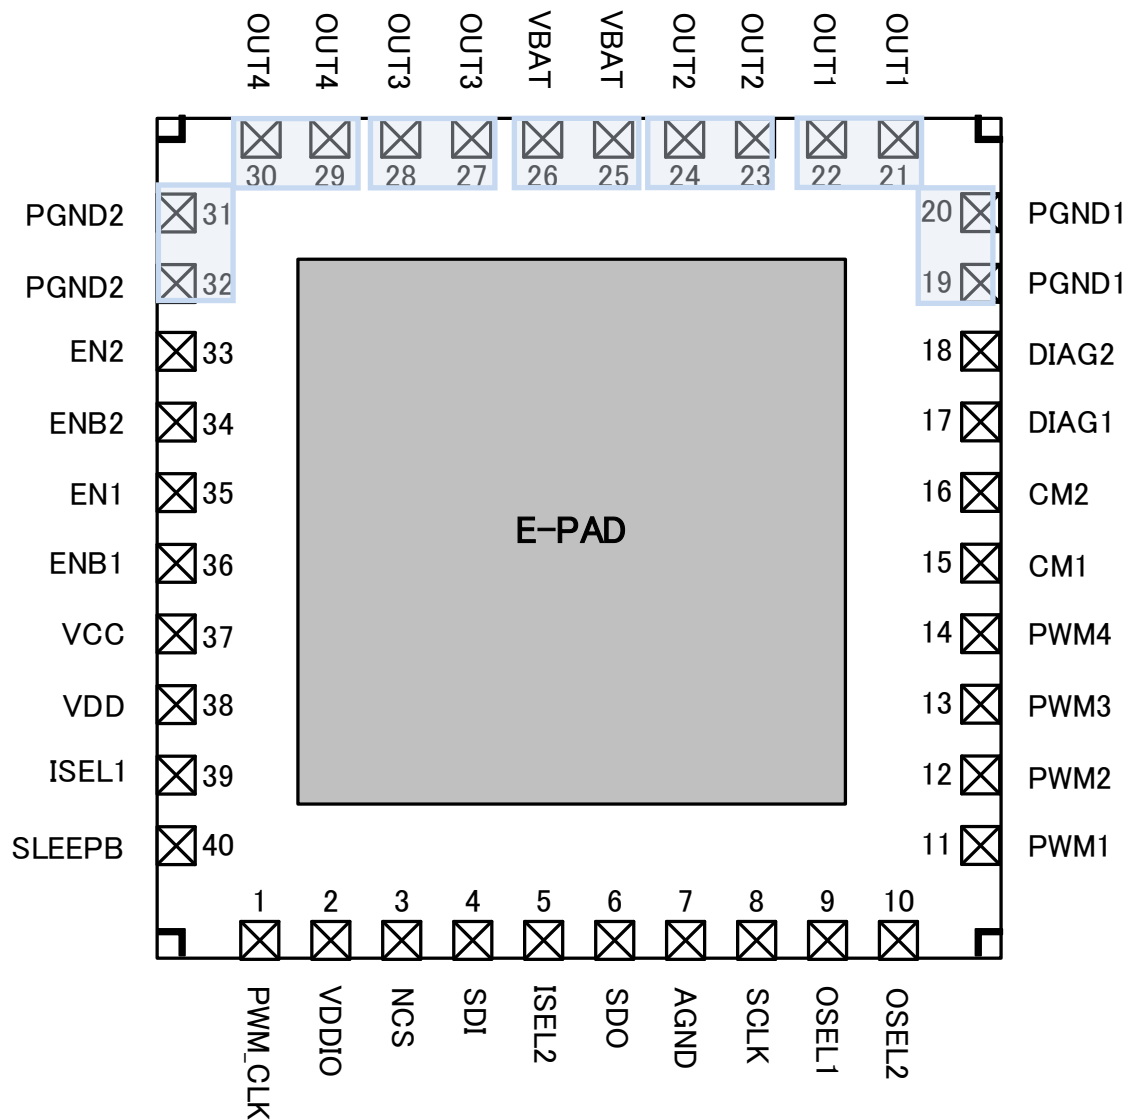 OUT4 OUT4 OUT3 OUT3 VBAT VBAT OUT2 OUT2 OUT1 OUT1
30 29 28 27 26 25 24 23 22 21
PGND2 31 20 PGND1
PGND2 32 19 PGND1
EN2 33 18 DIAG2
ENB2 34 17 DIAG1
EN1 35 16 CM2
E-PAD
ENB1 36 15 CM1
VCC 37 14 PWM4
VDD 38 13 PWM3
ISEL1 39 12 PWM2
SLEEPB 40 11 PWM1
1 2 3 4 5 6 7 8 9 10
PWM_CLK VDDIO NCS SDI ISEL2 SDO AGND SCLK OSEL1 OSEL2